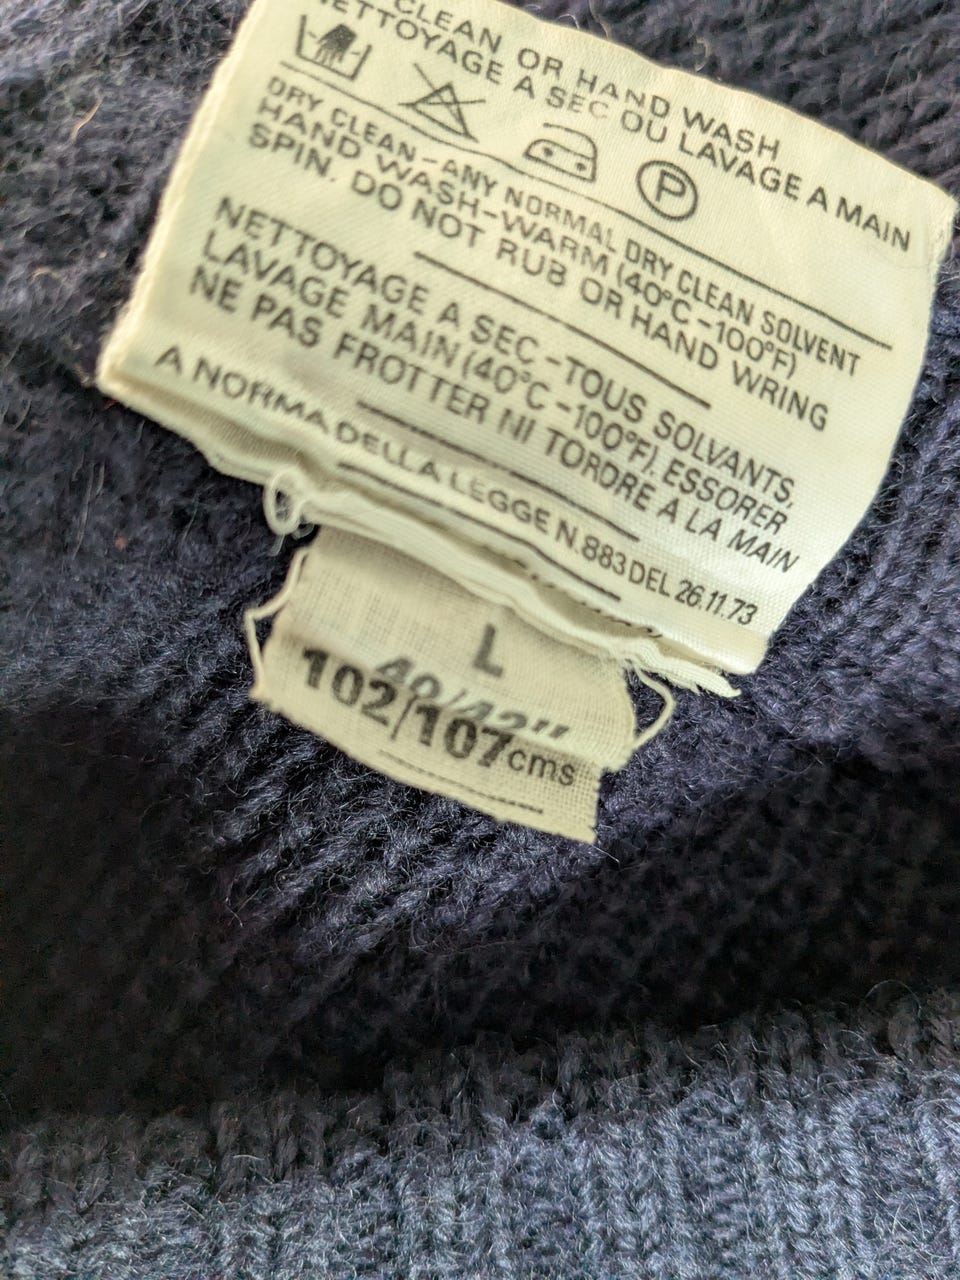 CLEAN OR HAND WASH
NETTOYAGE A SEC OU LAVAGE A MAIN
P
DRY CLEAN-ANY NORMAL DRY CLEAN SOLVENT
HAND WASH-WARM (40°C-100°F)
SPIN. DO NOT RUB OR HAND WRING
NETTOYAGE A SEC-TOUS SOLVANTS,
LAVAGE MAIN (40°C-100°F). ESSORER
NE PAS FROTTER NI TORDRE À LA MAIN
A NORMA DELLA LEGGE N.883 DEL 26.11.73
L
40/42"
102/107cms